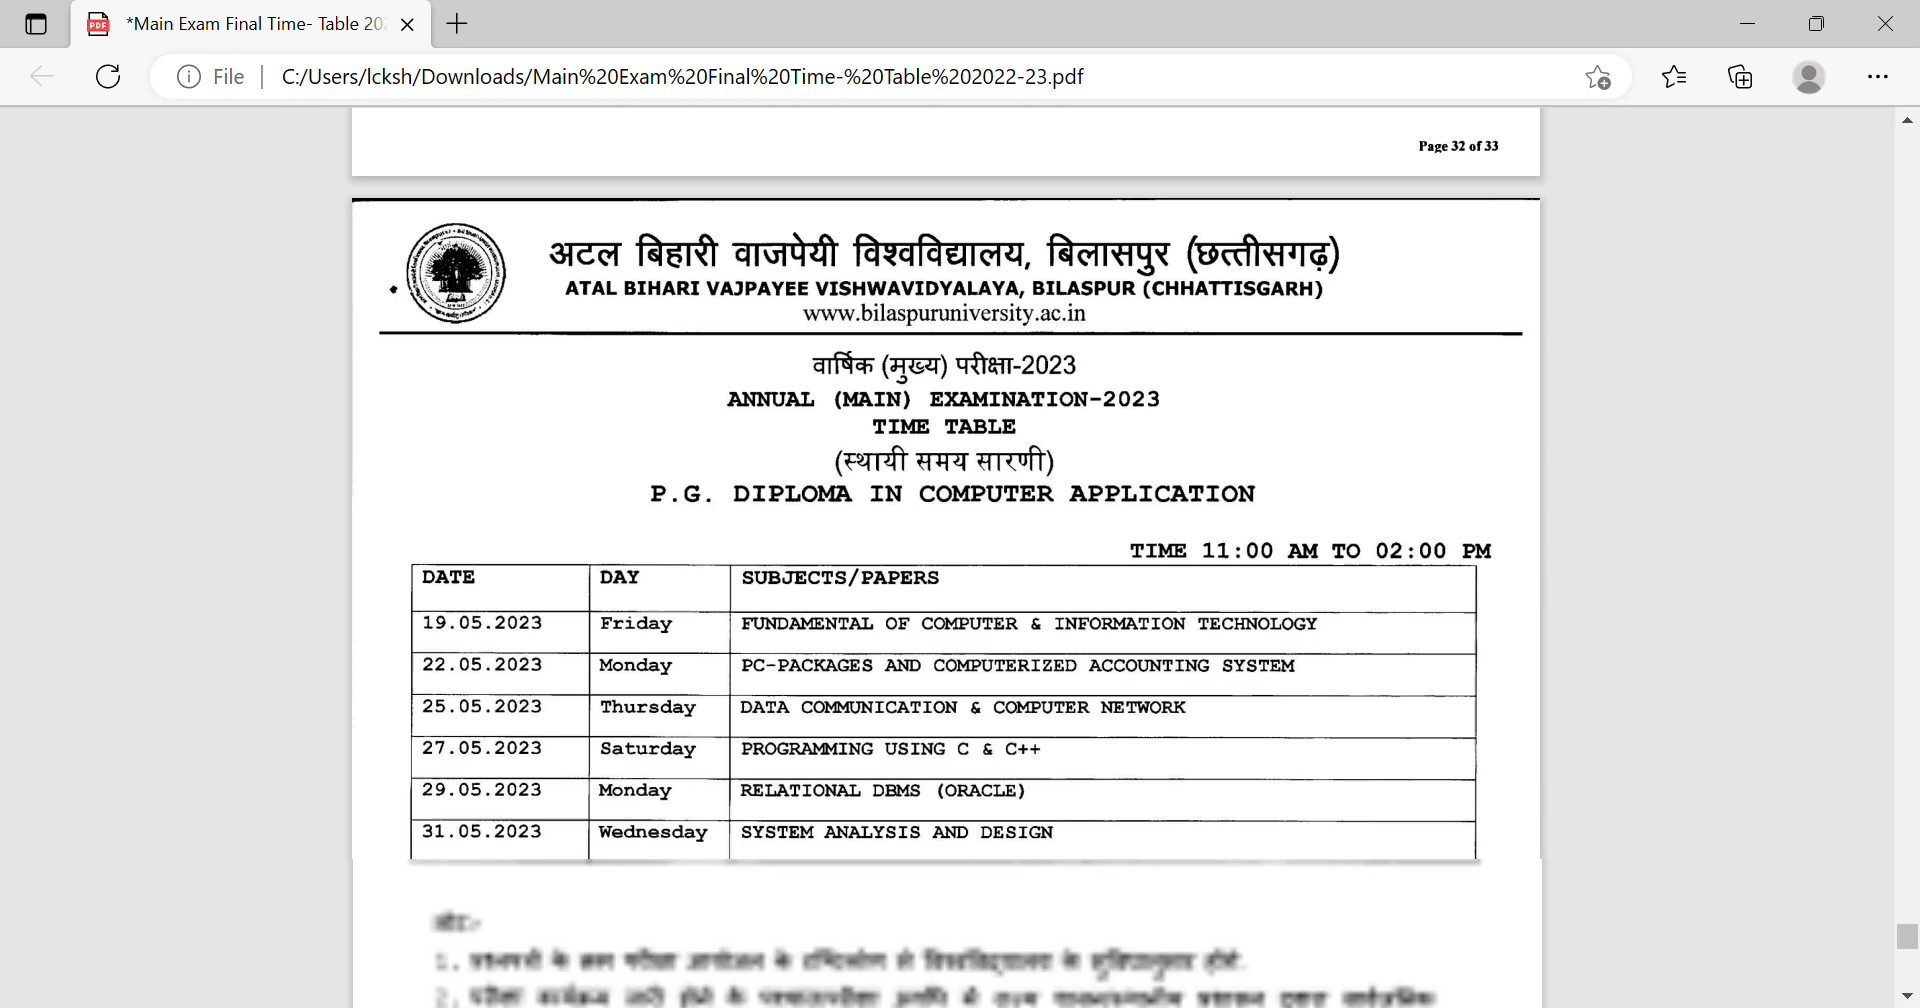 *Main Exam Final Time- Table 20
File
C:/Users/lcksh/Downloads/Main%20Exam%20Final%20Time-%20Table%202022-23.pdf
Page 32 of 33
अटल बिहारी वाजपेयी विश्वविद्यालय, बिलासपुर (छत्तीसगढ़)
ATAL BIHARI VAJPAYEE VISHWAVIDYALAYA, BILASPUR (CHHATTISGARH)
www.bilaspuruniversity.ac.in
वार्षिक (मुख्य) परीक्षा-2023
ANNUAL (MAIN) EXAMINATION-2023
TIME TABLE
(स्थायी समय सारणी)
P.G. DIPLOMA IN COMPUTER APPLICATION
TIME 11:00 AM TO 02:00 PM
DATE DAY SUBJECTS/PAPERS
19.05.2023 Friday FUNDAMENTAL OF COMPUTER & INFORMATION TECHNOLOGY
22.05.2023 Monday PC-PACKAGES AND COMPUTERIZED ACCOUNTING SYSTEM
25.05.2023 Thursday DATA COMMUNICATION & COMPUTER NETWORK
27.05.2023 Saturday PROGRAMMING USING C & C++
29.05.2023 Monday RELATIONAL DBMS (ORACLE)
31.05.2023 Wednesday SYSTEM ANALYSIS AND DESIGN